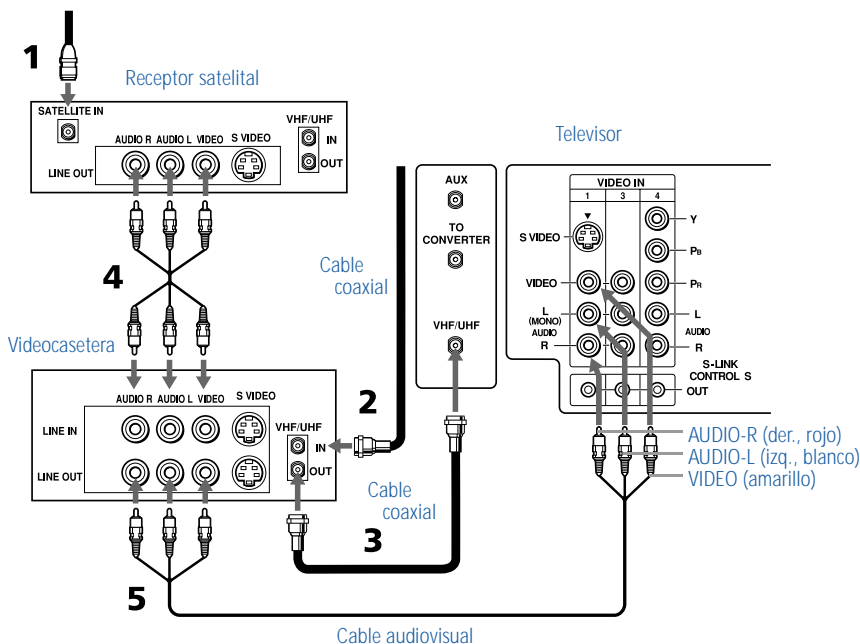 1
Receptor satelital
SATELLITE IN
VHF/UHF
IN
OUT
AUDIO R AUDIO L VIDEO S VIDEO
LINE OUT
4
Cable
coaxial
Videocasetera
AUDIO R AUDIO L VIDEO S VIDEO
LINE IN
LINE OUT
VHF/UHF
IN
OUT
2
Cable
coaxial
3
5
AUX
TO
CONVERTER
VHF/UHF
Televisor
VIDEO IN
1 3 4
S VIDEO
VIDEO
L
(MONO)
AUDIO
R
Y
PB
PR
L
AUDIO
R
S-LINK
CONTROL S
OUT
AUDIO-R (der., rojo)
AUDIO-L (izq., blanco)
VIDEO (amarillo)
Cable audiovisual